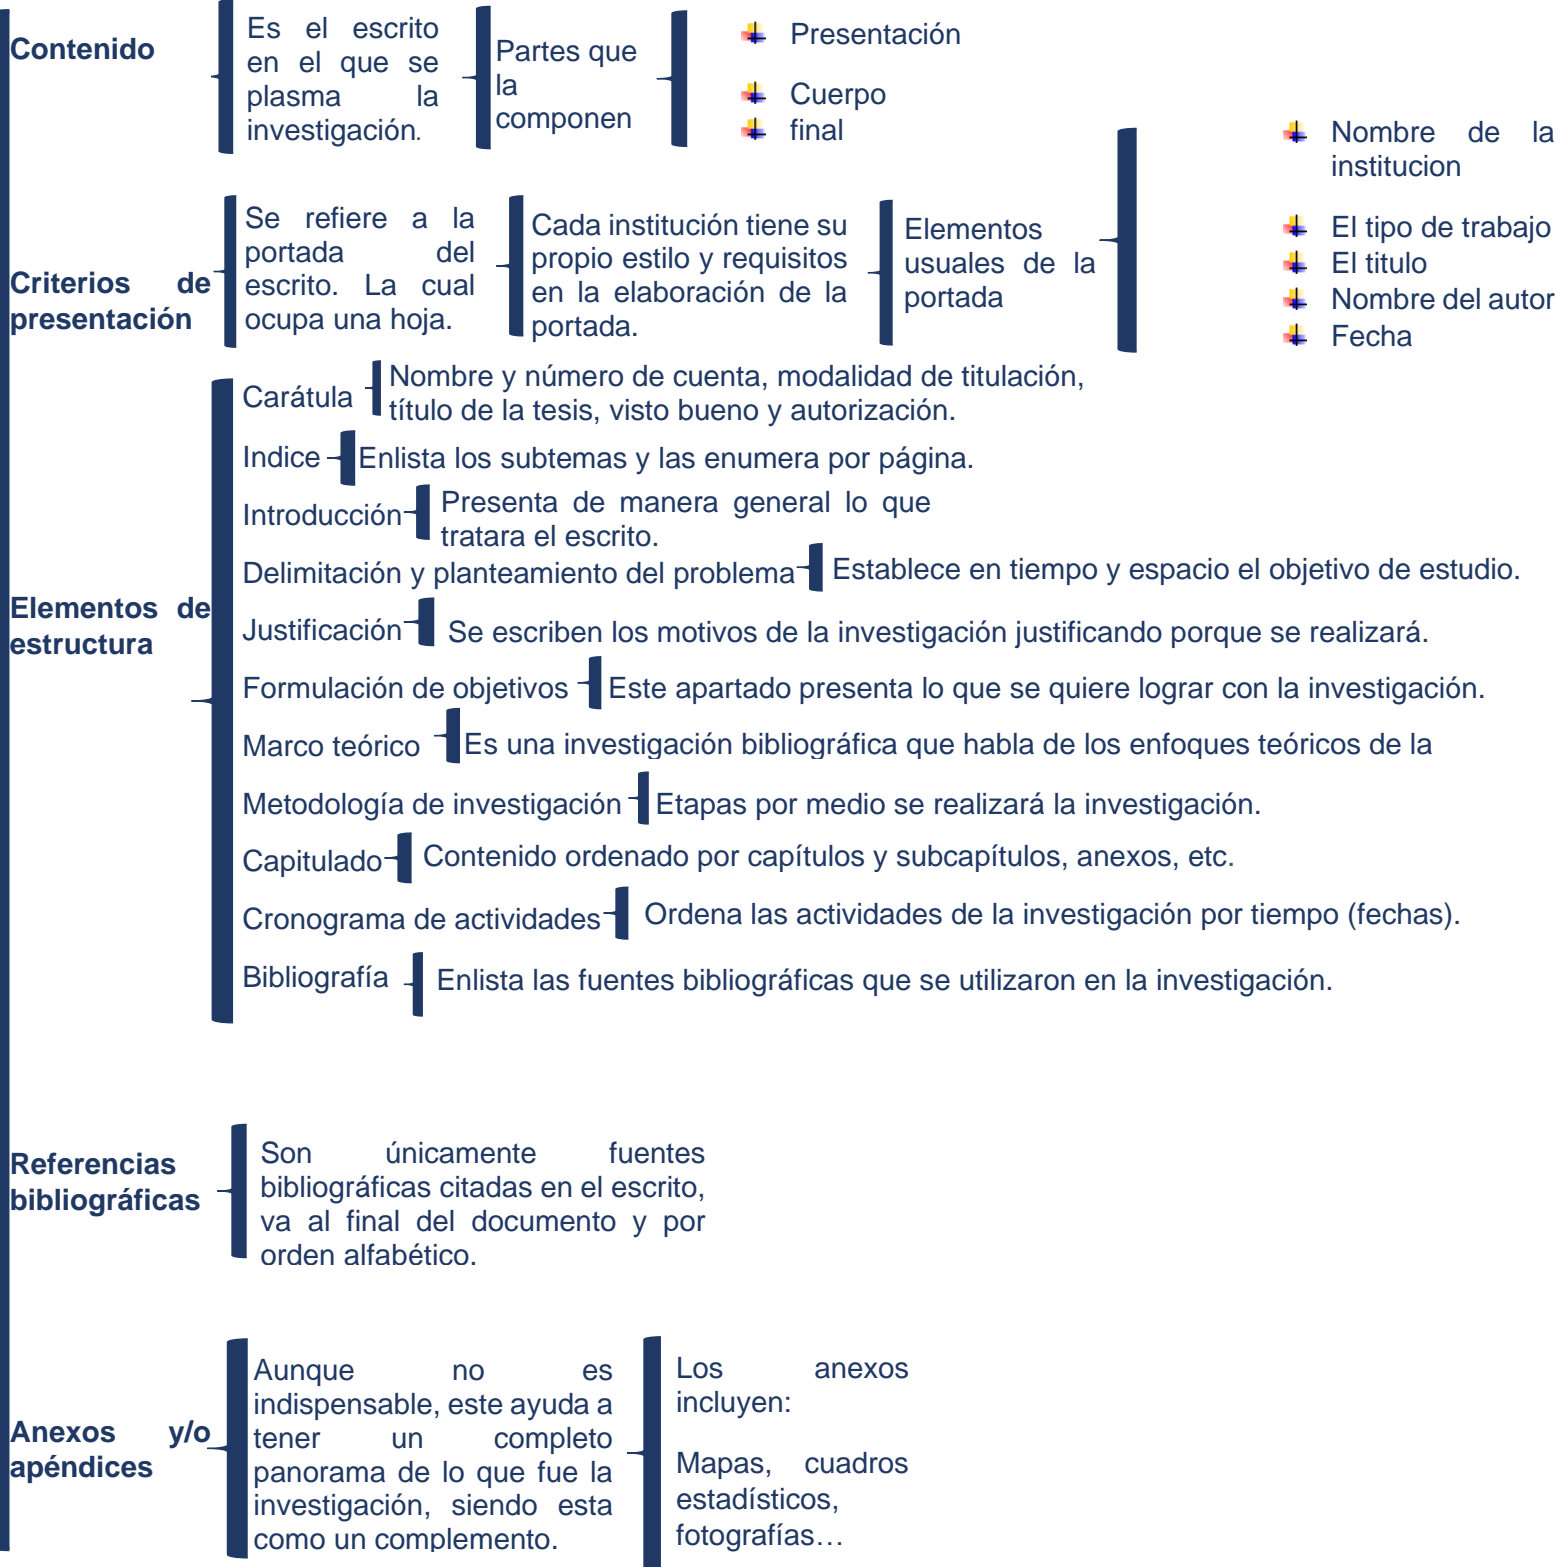 Contenido
Es el escrito
en el que se
plasma la
investigación.
Partes que
la
componen
Presentación
Cuerpo
final
Criterios de
presentación
Se refiere a la
portada del
escrito. La cual
ocupa una hoja.
Cada institución tiene su
propio estilo y requisitos
en la elaboración de la
portada.
Elementos
usuales de la
portada
Nombre de la
institucion
El tipo de trabajo
El titulo
Nombre del autor
Fecha
Elementos de
estructura
Carátula
Nombre y número de cuenta, modalidad de titulación,
título de la tesis, visto bueno y autorización.
Indice
Enlista los subtemas y las enumera por página.
Introducción
Presenta de manera general lo que
tratara el escrito.
Delimitación y planteamiento del problema
Establece en tiempo y espacio el objetivo de estudio.
Justificación
Se escriben los motivos de la investigación justificando porque se realizará.
Formulación de objetivos
Este apartado presenta lo que se quiere lograr con la investigación.
Marco teórico
Es una investigación bibliográfica que habla de los enfoques teóricos de la
Metodología de investigación
Etapas por medio se realizará la investigación.
Capitulado
Contenido ordenado por capítulos y subcapítulos, anexos, etc.
Cronograma de actividades
Ordena las actividades de la investigación por tiempo (fechas).
Bibliografía
Enlista las fuentes bibliográficas que se utilizaron en la investigación.
Referencias
bibliográficas
Son únicamente fuentes
bibliográficas citadas en el escrito,
va al final del documento y por
orden alfabético.
Anexos y/o
apéndices
Aunque no es
indispensable, este ayuda a
tener un completo
panorama de lo que fue la
investigación, siendo esta
como un complemento.
Los anexos
incluyen:
Mapas, cuadros
estadísticos,
fotografías…